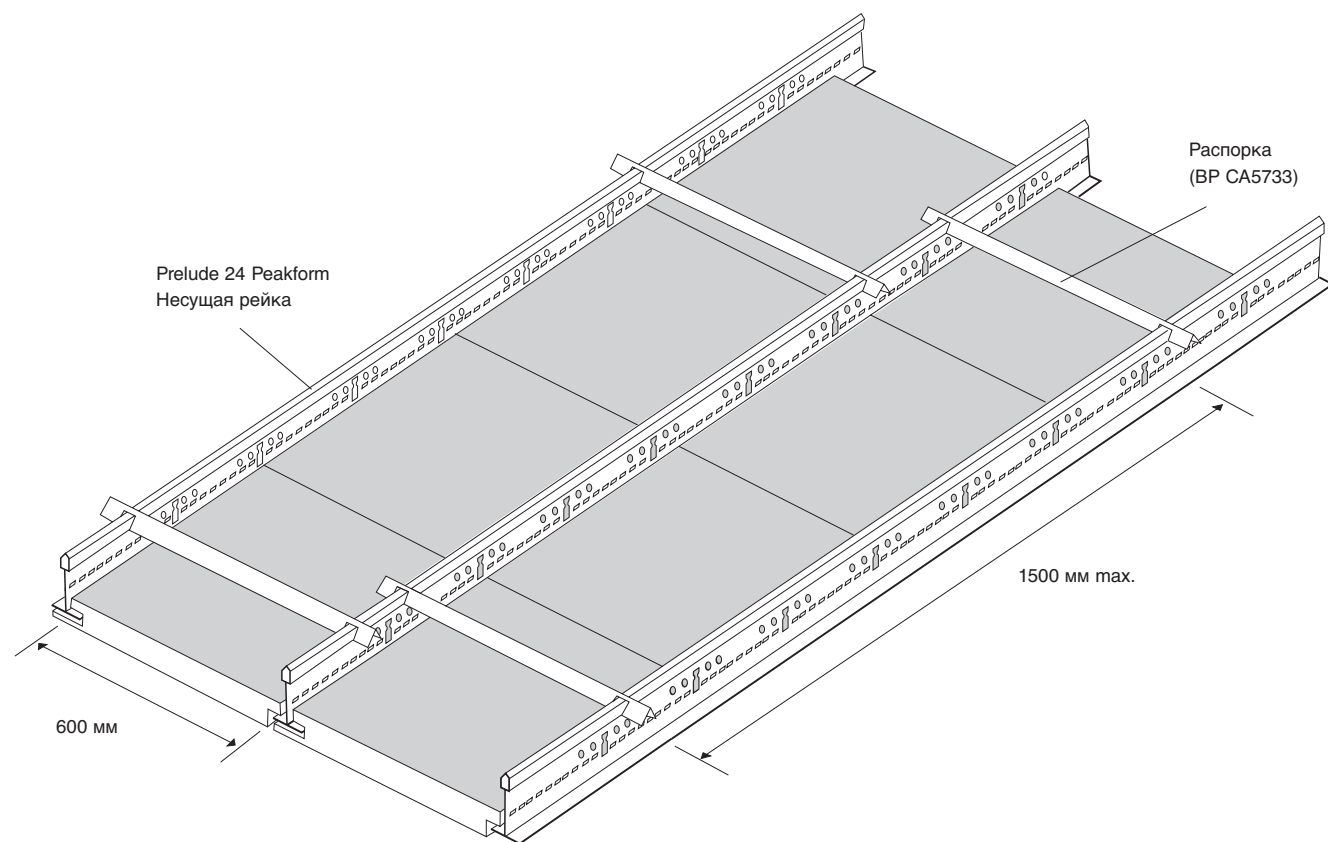 Распорка
(BP CA5733)
Prelude 24 Peakform
Несущая рейка
1500 мм max.
600 мм